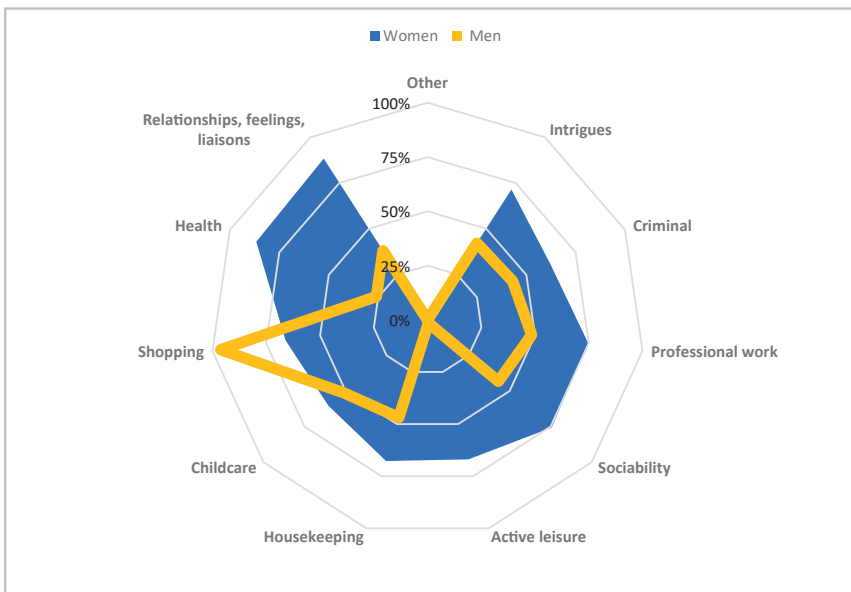 Women Men
Other
100%
Relationships, feelings,
liaisons
Intrigues
75%
Health
50%
Criminal
25%
0%
Shopping
Professional work
Childcare
Sociability
Housekeeping
Active leisure